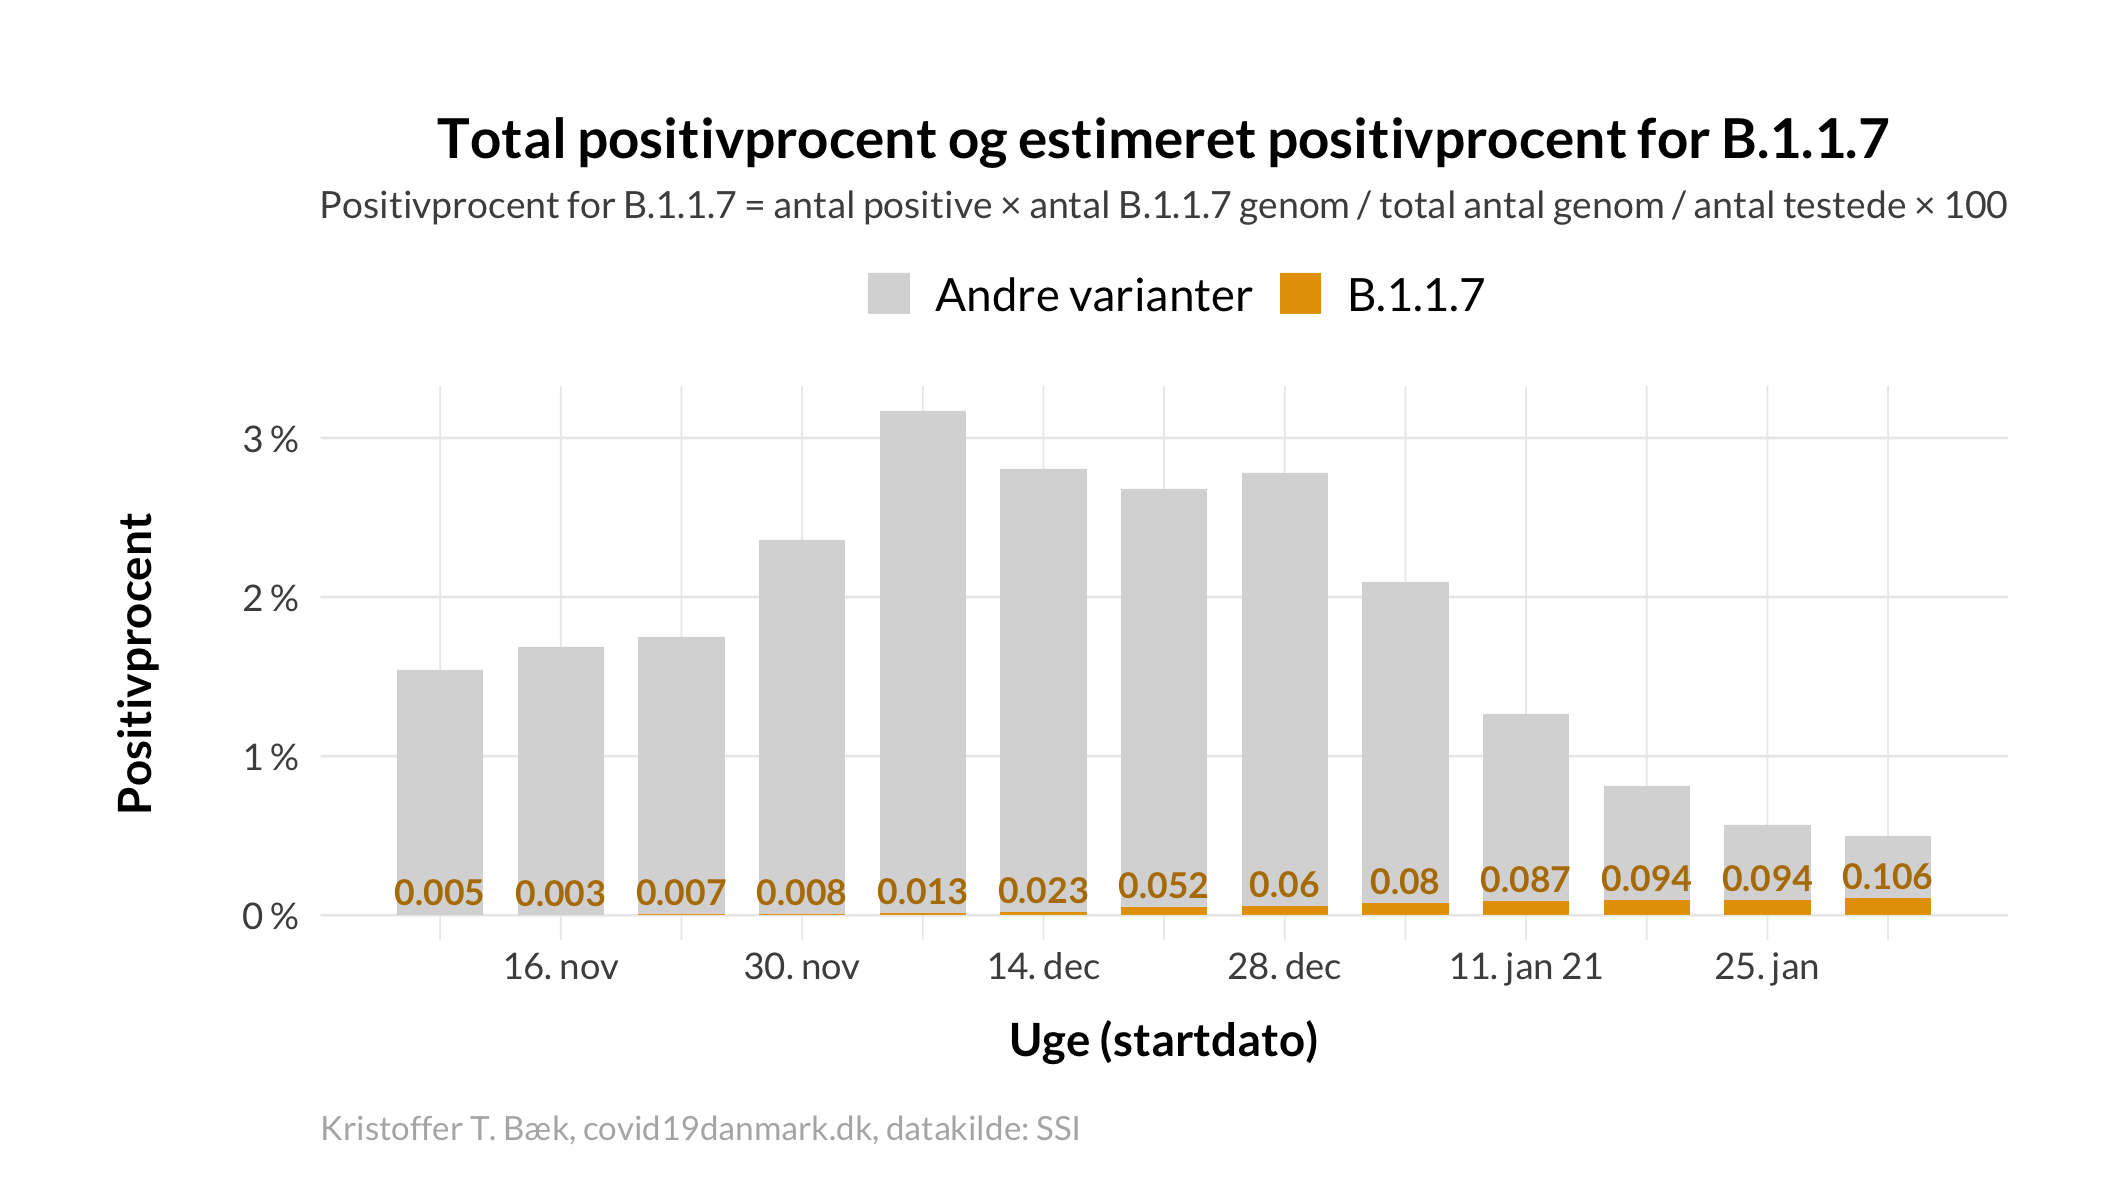 Total positivprocent og estimeret positivprocent for B.1.1.7
Positivprocent for B.1.1.7 = antal positive × antal B.1.1.7 genom / total antal genom / antal testede × 100
Andre varianter B.1.1.7
Positivprocent
3 %
2 %
1 %
0 %
0.005 0.003 0.007 0.008 0.013 0.023 0.052 0.06 0.08 0.087 0.094 0.094 0.106
16. nov 30. nov 14. dec 28. dec 11. jan 21 25. jan
Uge (startdato)
Kristoffer T. Bæk, covid19danmark.dk, datakilde: SSI